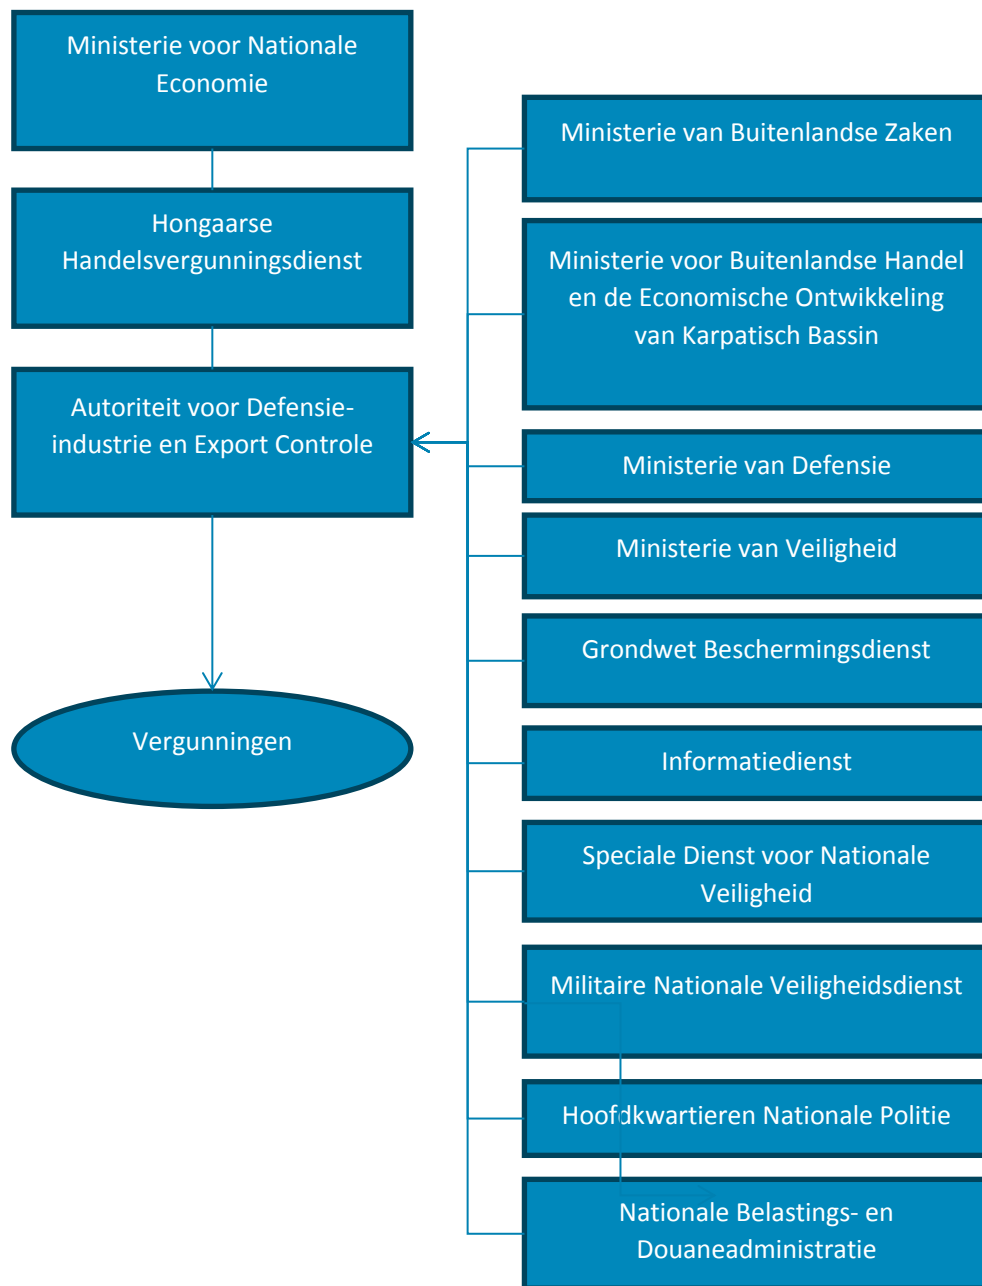 Ministerie voor Nationale
Economie
Hongaarse
Handelsvergunningsdienst
Autoriteit voor Defensie-
industrie en Export Controle
Vergunningen
Ministerie van Buitenlandse Zaken
Ministerie voor Buitenlandse Handel
en de Economische Ontwikkeling
van Karpatisch Bassin
Ministerie van Defensie
Ministerie van Veiligheid
Grondwet Beschermingsdienst
Informatiedienst
Speciale Dienst voor Nationale
Veiligheid
Militaire Nationale Veiligheidsdienst
Hoofdkwartieren Nationale Politie
Nationale Belastings- en
Douaneadministratie